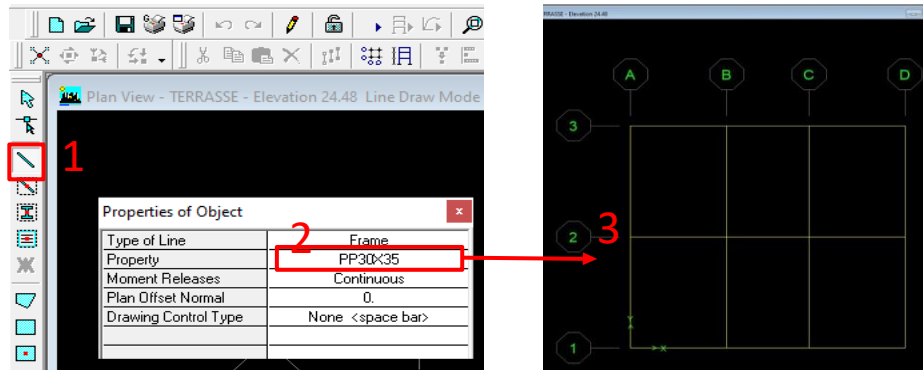 Plan View - TERRASSE - Elevation 24.48 Line Draw Mode
1
Properties of Object
x
2
Type of Line Frame
Property PP30X35
Moment Releases Continuous
Plan Offset Normal 0.
Drawing Control Type None <space bar>
TERRASSE - Elevation 24.48
A B C D
3
2
3
Y
X
1